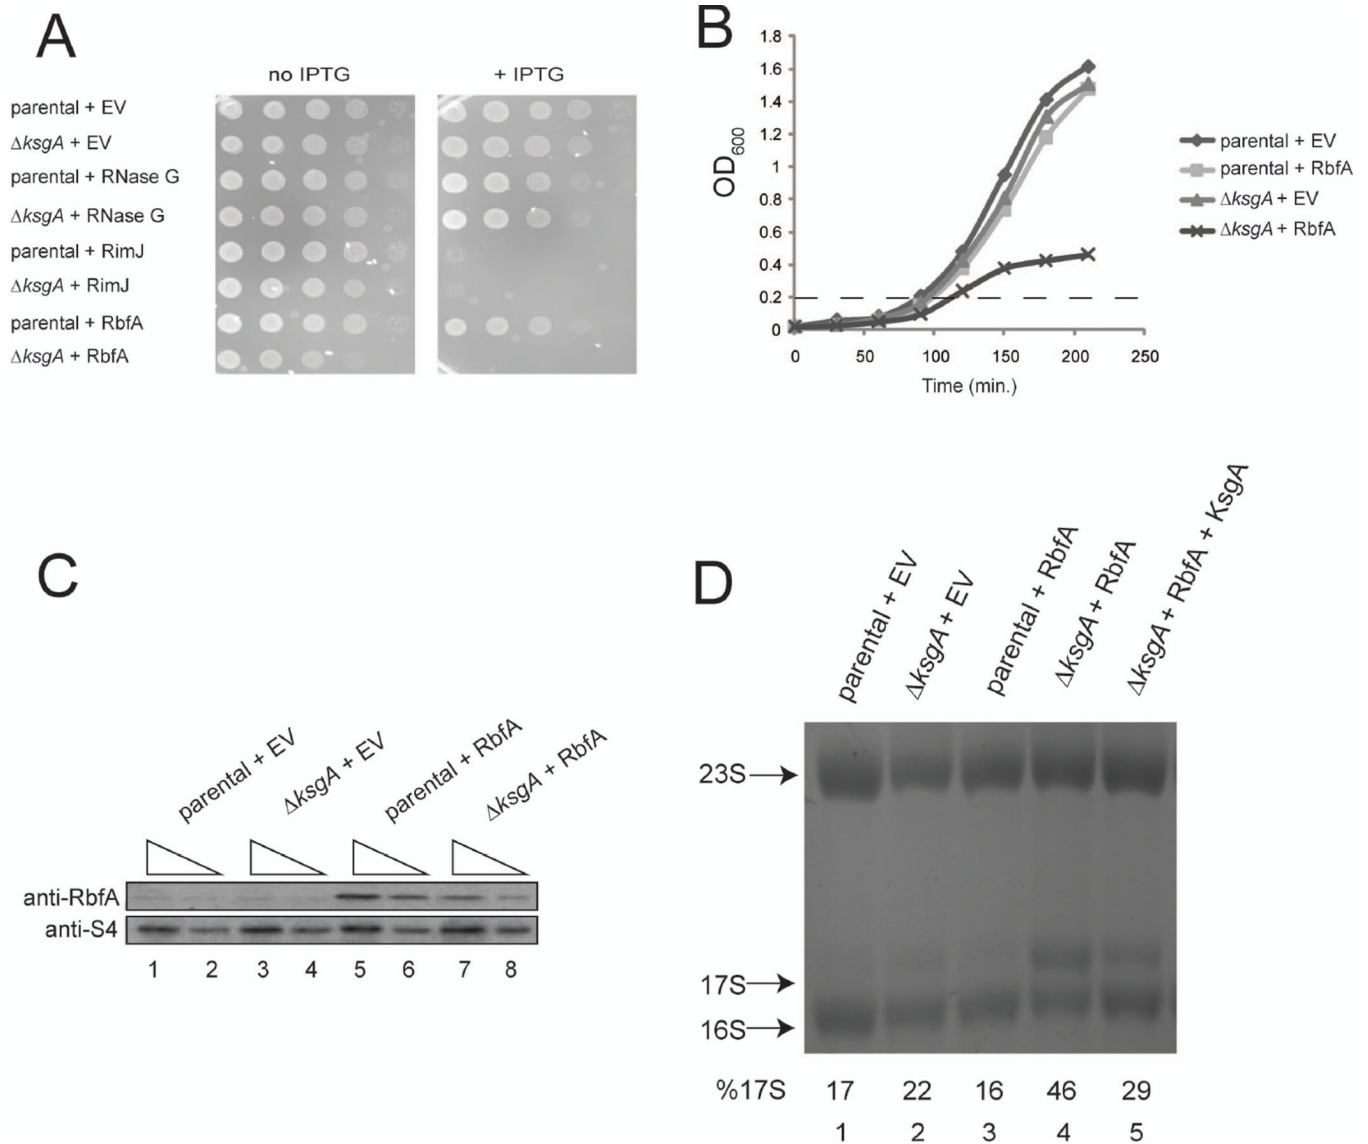 A
no IPTG
+ IPTG
parental + EV
ΔksgA + EV
parental + RNase G
ΔksgA + RNase G
parental + RimJ
ΔksgA + RimJ
parental + RbfA
ΔksgA + RbfA
B
1.8
1.6
1.4
1.2
1
0.8
0.6
0.4
0.2
0
OD600
0
50
100
150
200
250
Time (min.)
parental + EV
parental + RbfA
ΔksgA + EV
ΔksgA + RbfA
C
parental + EV
ΔksgA + EV
parental + RbfA
ΔksgA + RbfA
anti-RbfA
anti-S4
1 2 3 4 5 6 7 8
D
parental + EV
ΔksgA + EV
parental + RbfA
ΔksgA + RbfA
ΔksgA + RbfA + KsgA
23S
17S
16S
%17S 17 22 16 46 29
1 2 3 4 5